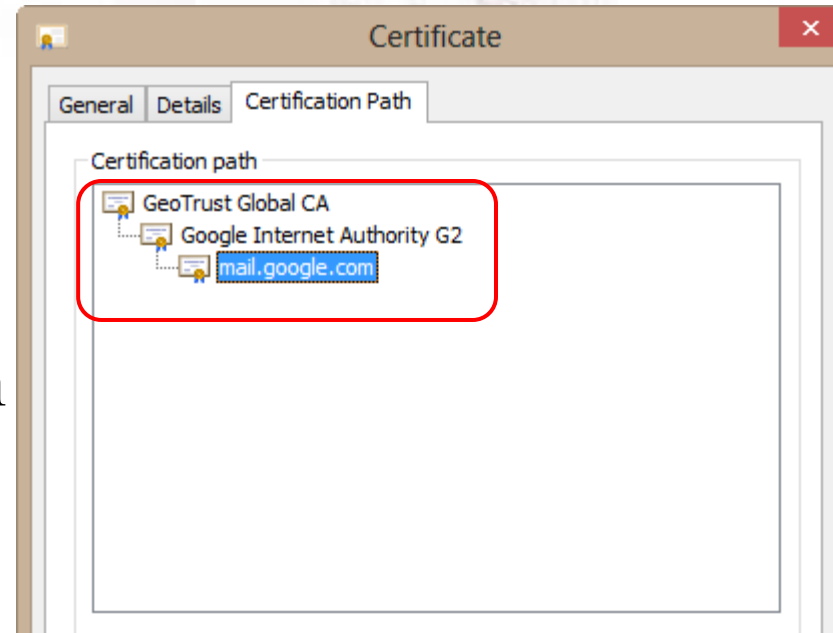 Certificate
General Details Certification Path
Certification path
GeoTrust Global CA
Google Internet Authority G2
mail.google.com